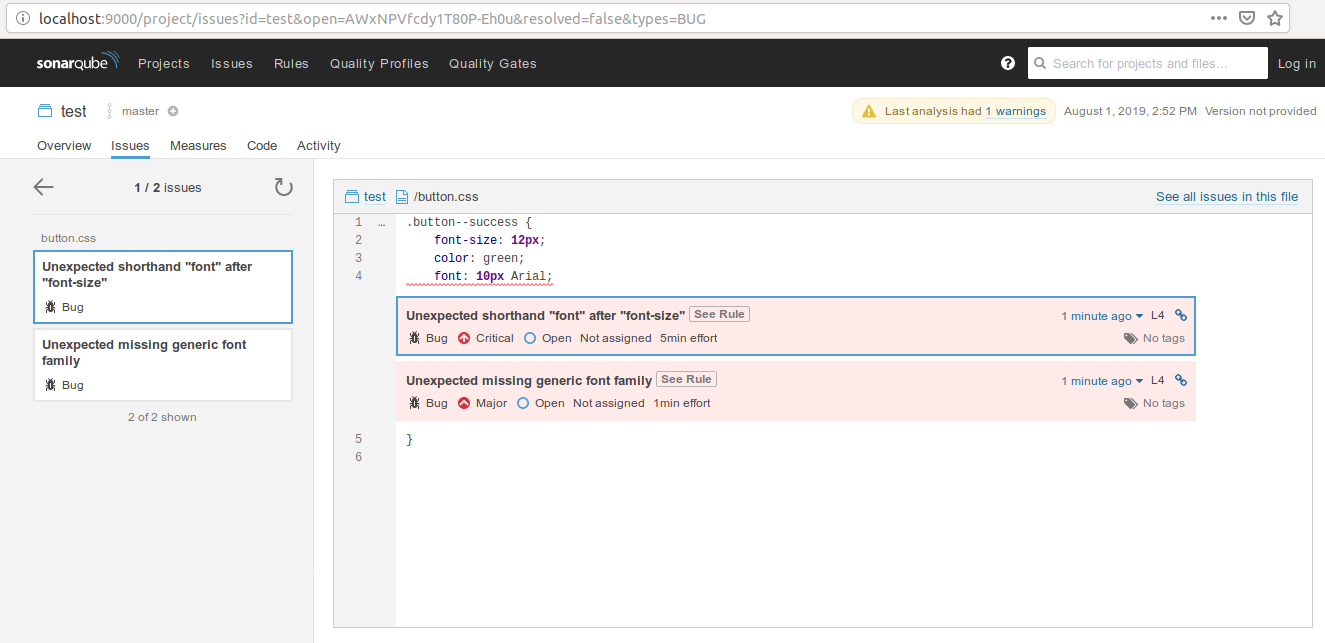 localhost:9000/project/issues?id=test&open=AWxNPVfcdy1T80P-Eh0u&resolved=false&types=BUG
sonarqube Projects Issues Rules Quality Profiles Quality Gates ? Search for projects and files... Log in
test master Last analysis had 1 warnings August 1, 2019, 2:52 PM Version not provided
Overview Issues Measures Code Activity
1 / 2 issues
button.css
Unexpected shorthand "font" after
"font-size"
Bug
Unexpected missing generic font
family
Bug
2 of 2 shown
test /button.css See all issues in this file
1 … .button--success {
2 font-size: 12px;
3 color: green;
4 font: 10px Arial;
Unexpected shorthand "font" after "font-size" See Rule 1 minute ago L4
Bug Critical Open Not assigned 5min effort No tags
Unexpected missing generic font family See Rule 1 minute ago L4
Bug Major Open Not assigned 1min effort No tags
5 }
6